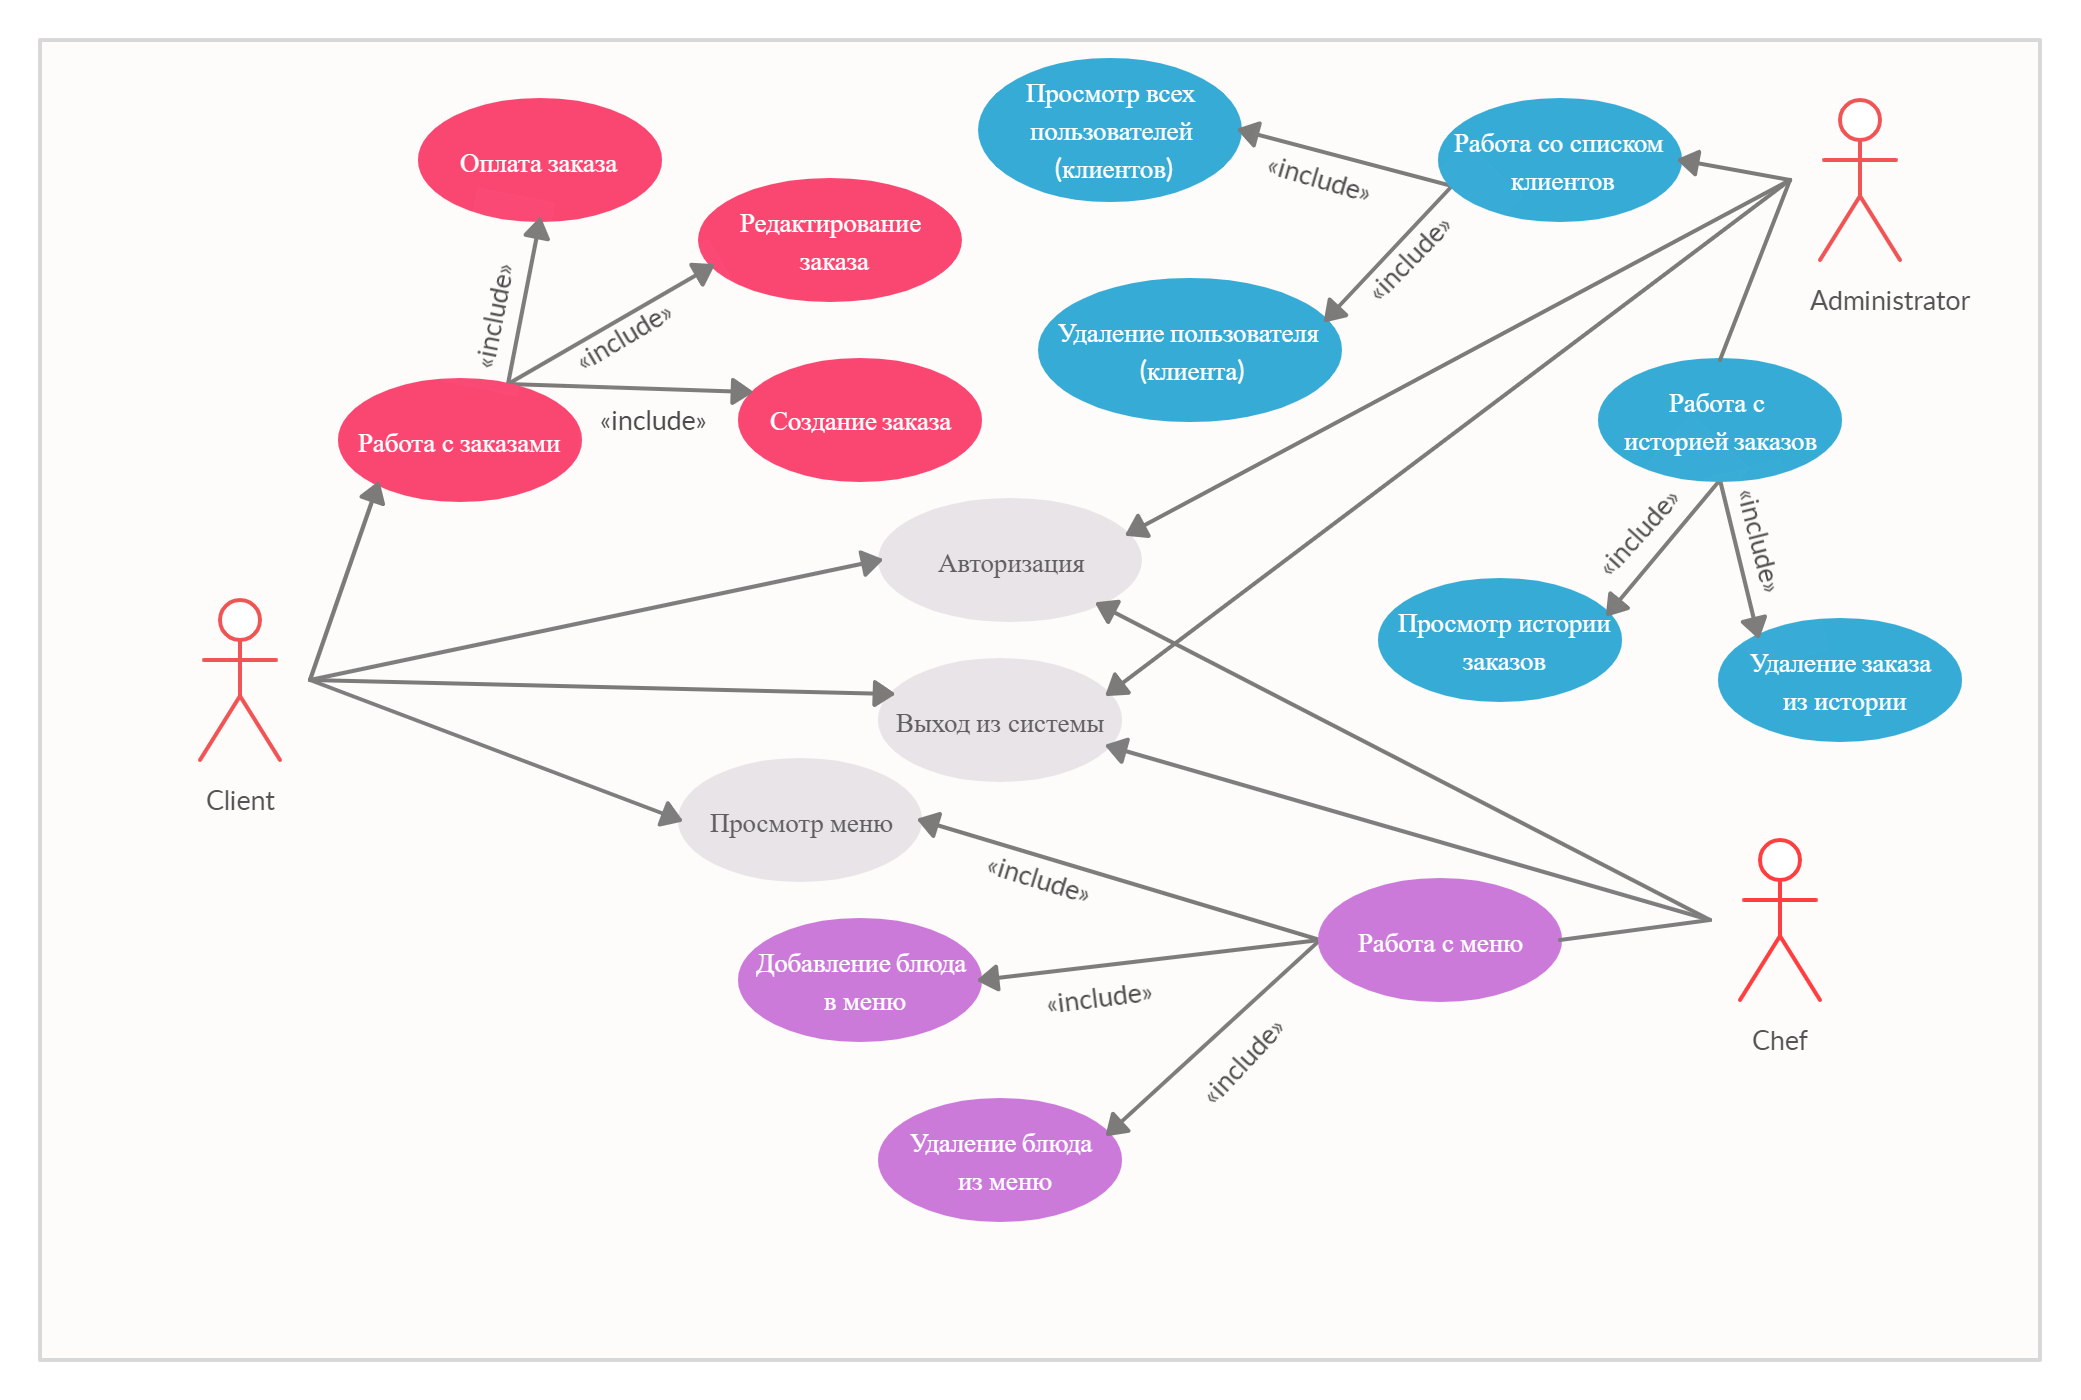 Просмотр всех
пользователей
(клиентов)
Оплата заказа
Работа со списком
клиентов
«include»
Редактирование
заказа
«include»
«include»
Administrator
«include»
Удаление пользователя
(клиента)
«include»
Создание заказа
Работа с
историей заказов
Работа с заказами
«include»
«include»
Авторизация
Просмотр истории
заказов
Удаление заказа
из истории
Выход из системы
Client
Просмотр меню
«include»
Работа с меню
Добавление блюда
в меню
«include»
Chef
«include»
Удаление блюда
из меню